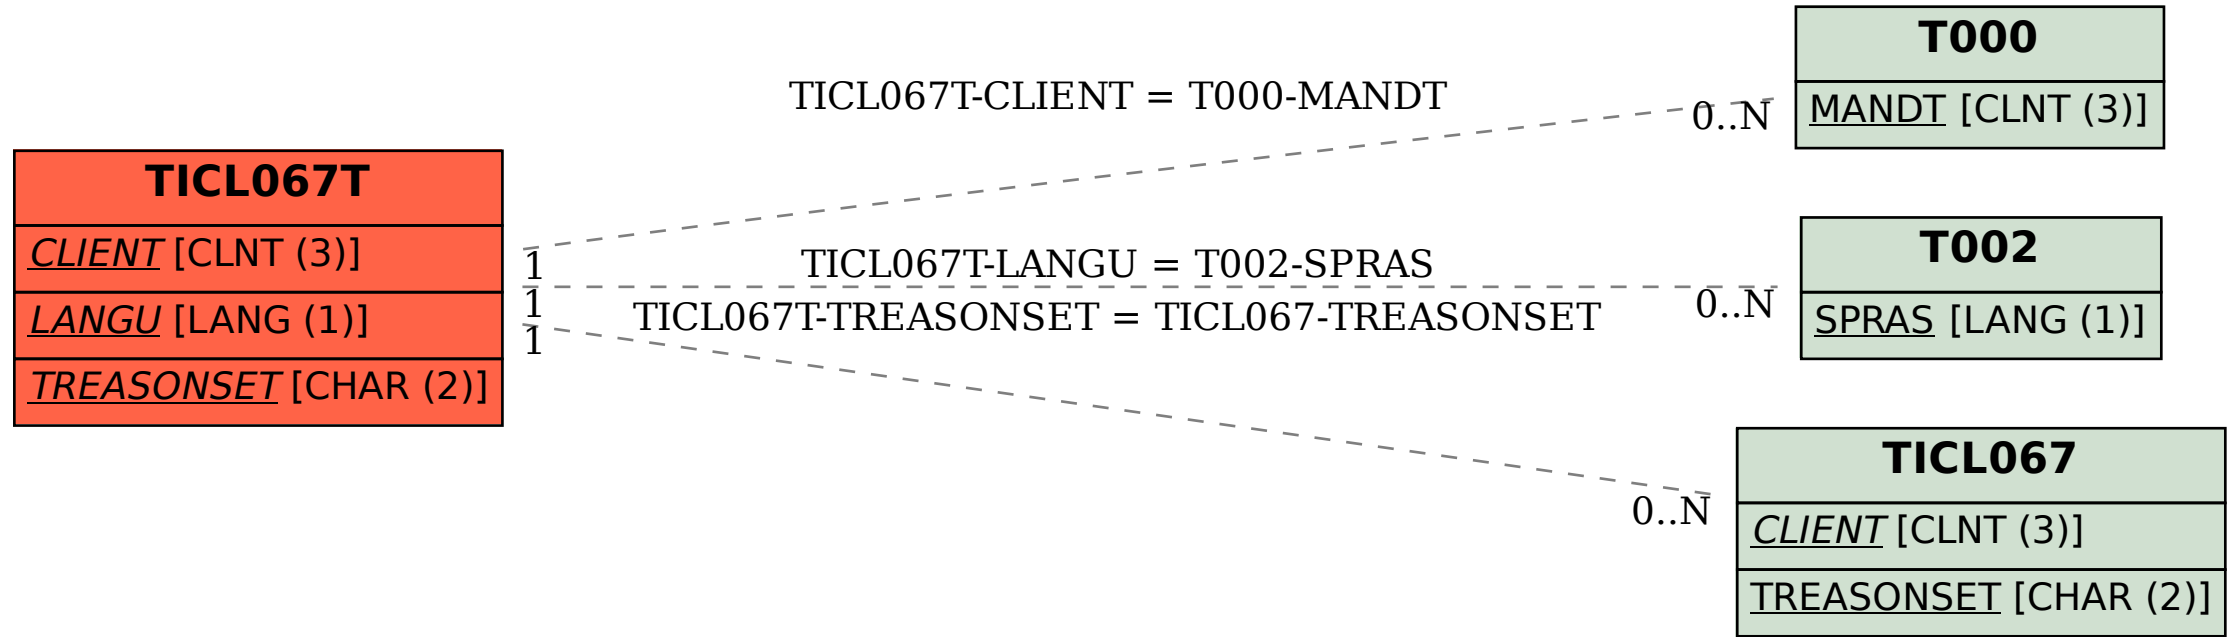 TICL067T
CLIENT [CLNT (3)]
LANGU [LANG (1)]
TREASONSET [CHAR (2)]
TICL067T-CLIENT = T000-MANDT
1
0..N
TICL067T-LANGU = T002-SPRAS
1
0..N
TICL067T-TREASONSET = TICL067-TREASONSET
1
0..N
T000
MANDT [CLNT (3)]
T002
SPRAS [LANG (1)]
TICL067
CLIENT [CLNT (3)]
TREASONSET [CHAR (2)]